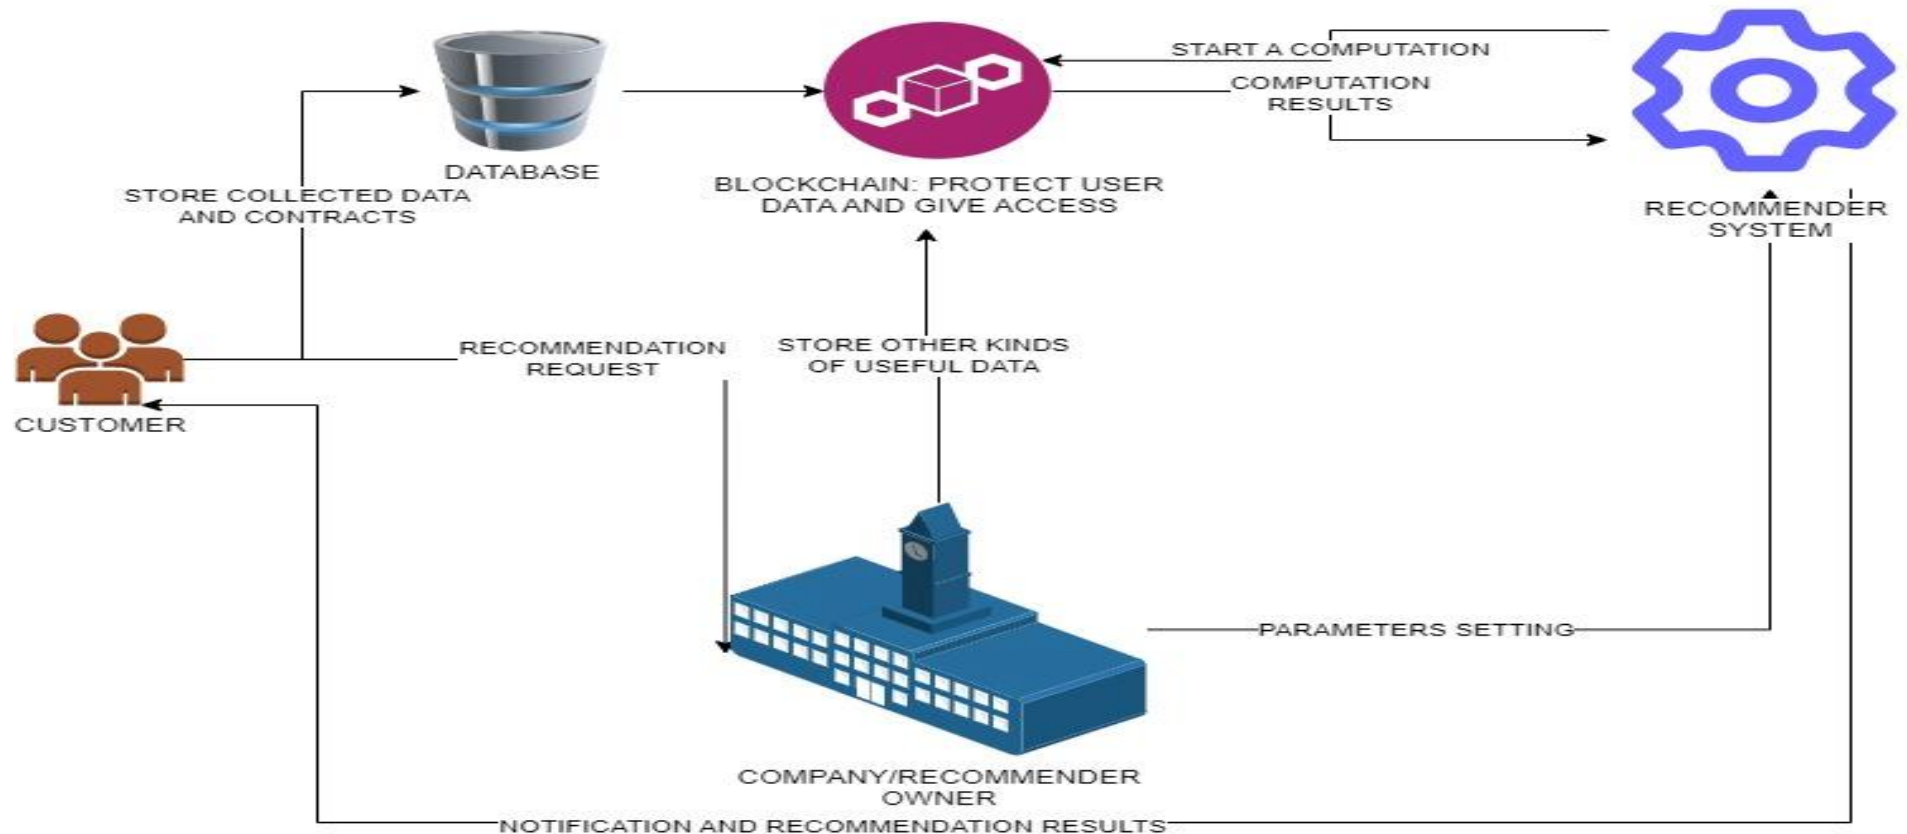 START A COMPUTATION
COMPUTATION
RESULTS
DATABASE
BLOCKCHAIN: PROTECT USER
DATA AND GIVE ACCESS
STORE COLLECTED DATA
AND CONTRACTS
RECOMMENDER
SYSTEM
RECOMMENDATION
REQUEST
STORE OTHER KINDS
OF USEFUL DATA
CUSTOMER
PARAMETERS SETTING
COMPANY/RECOMMENDER
OWNER
NOTIFICATION AND RECOMMENDATION RESULTS